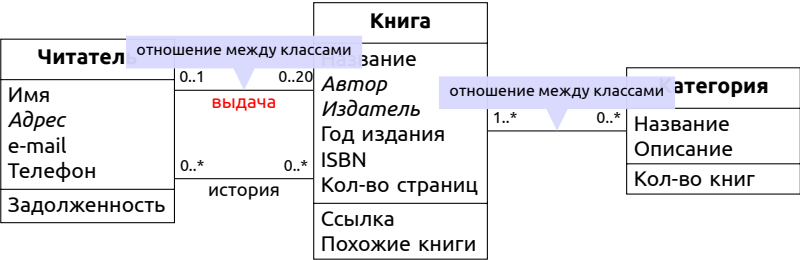 Читатель
Имя
Адрес
e-mail
Телефон
Задолженность
отношение между классами
0..1 0..20
выдача
0..* 0..*
история
Книга
Название
Автор
Издатель
Год издания
ISBN
Кол-во страниц
Ссылка
Похожие книги
отношение между классами
1..* 0..*
Категория
Название
Описание
Кол-во книг